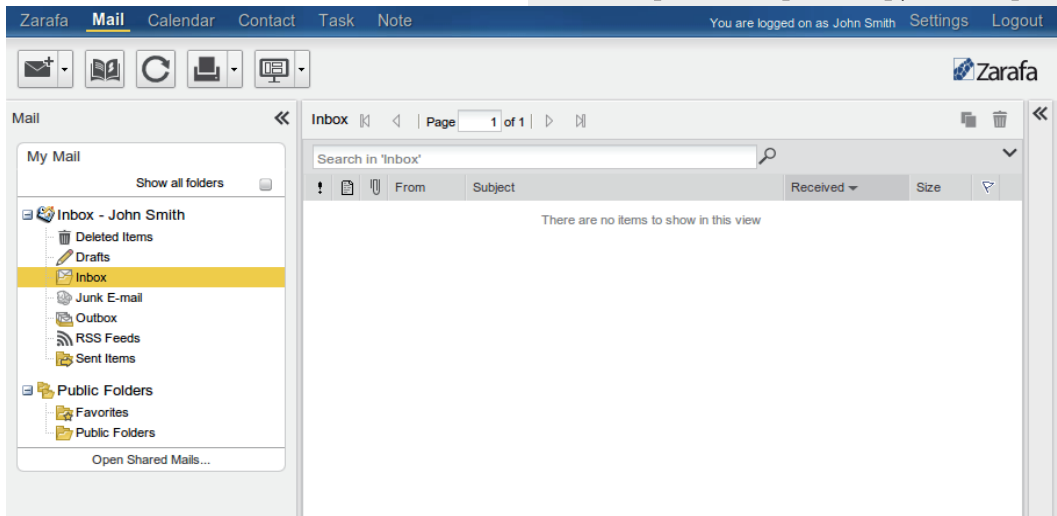 Zarafa Mail Calendar Contact Task Note You are logged on as John Smith Settings Logout
Zarafa
Mail
Inbox Page 1 of 1
My Mail
Search in 'Inbox'
Show all folders
From Subject Received Size
Inbox - John Smith
There are no items to show in this view
Deleted Items
Drafts
Inbox
Junk E-mail
Outbox
RSS Feeds
Sent Items
Public Folders
Favorites
Public Folders
Open Shared Mails...